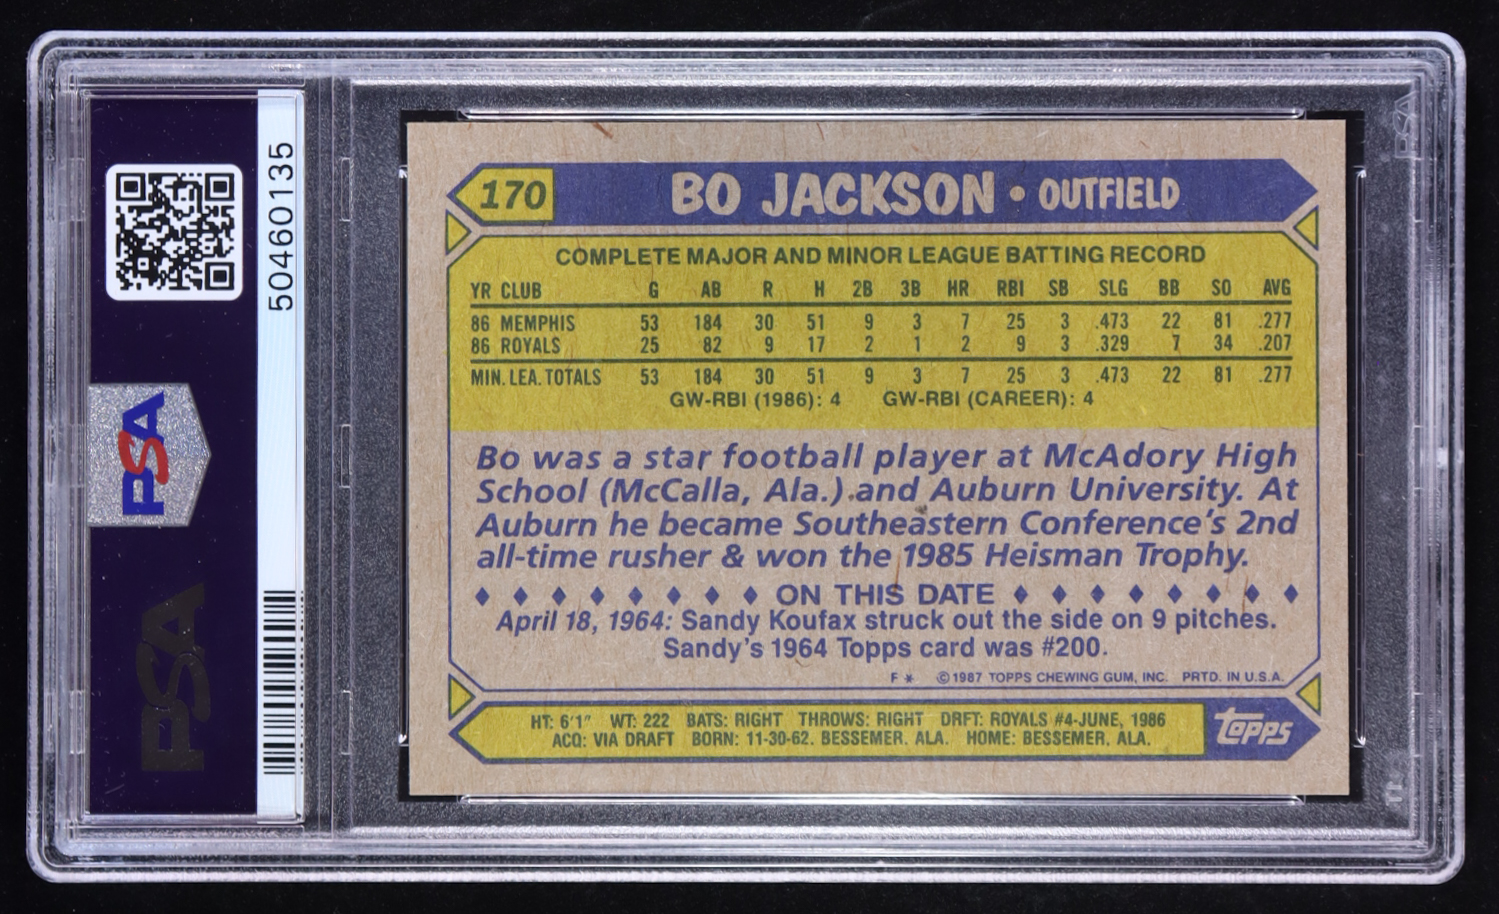 50460135
PSA
PSA
170
BO JACKSON • OUTFIELD
COMPLETE MAJOR AND MINOR LEAGUE BATTING RECORD
YR CLUB G AB R H 2B 3B HR RBI SB SLG BB SO AVG
86 MEMPHIS 53 184 30 51 9 3 7 25 3 .473 22 81 .277
86 ROYALS 25 82 9 17 2 1 2 9 3 .329 7 34 .207
MIN. LEA. TOTALS 53 184 30 51 9 3 7 25 3 .473 22 81 .277
GW-RBI (1986): 4 GW-RBI (CAREER): 4
Bo was a star football player at McAdory High
School (McCalla, Ala.) and Auburn University. At
Auburn he became Southeastern Conference's 2nd
all-time rusher & won the 1985 Heisman Trophy.
♦ ♦ ♦ ♦ ♦ ♦ ♦ ♦ ON THIS DATE ♦ ♦ ♦ ♦ ♦ ♦ ♦ ♦
April 18, 1964: Sandy Koufax struck out the side on 9 pitches.
Sandy's 1964 Topps card was #200.
F * ©1987 TOPPS CHEWING GUM, INC. PRTD. IN U.S.A.
HT: 6'1" WT: 222 BATS: RIGHT THROWS: RIGHT DRFT: ROYALS #4-JUNE, 1986
ACQ: VIA DRAFT BORN: 11-30-62, BESSEMER, ALA. HOME: BESSEMER, ALA.
topps
PSA